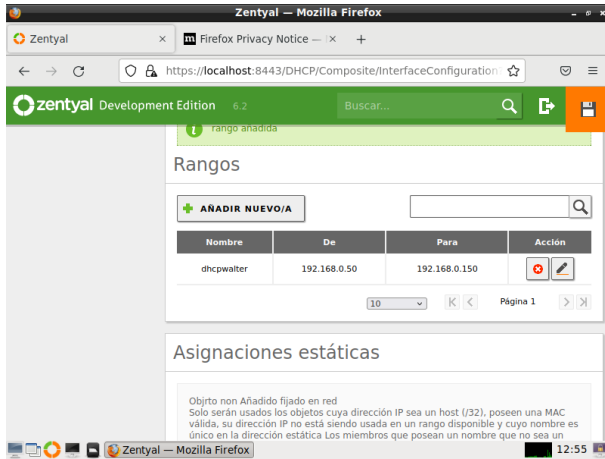 Zentyal — Mozilla Firefox
Zentyal
Firefox Privacy Notice —
https://localhost:8443/DHCP/Composite/InterfaceConfiguration
zentyal Development Edition 6.2
Buscar...
rango añadida
Rangos
AÑADIR NUEVO/A
Nombre De Para Acción
dhcpwalter 192.168.0.50 192.168.0.150
10 Página 1
Asignaciones estáticas
Objrto non Añadido fijado en red
Solo serán usados los objetos cuya dirección IP sea un host (/32), poseen una MAC
válida, su dirección IP no está siendo usada en un rango disponible y cuyo nombre es
único en la dirección estática Los miembros que posean un nombre que no sea un
Zentyal — Mozilla Firefox
12:55